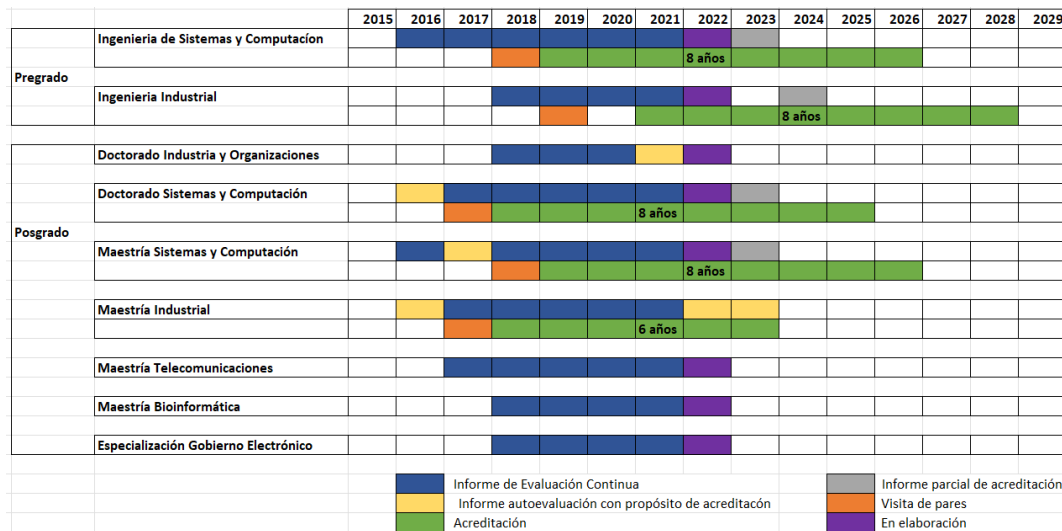 2015 2016 2017 2018 2019 2020 2021 2022 2023 2024 2025 2026 2027 2028 2029
Ingenieria de Sistemas y Computacíon
8 años
Pregrado
Ingenieria Industrial
8 años
Doctorado Industria y Organizaciones
Doctorado Sistemas y Computación
8 años
Posgrado
Maestría Sistemas y Computación
8 años
Maestría Industrial
6 años
Maestría Telecomunicaciones
Maestría Bioinformática
Especialización Gobierno Electrónico
Informe de Evaluación Continua Informe parcial de acreditación
Informe autoevaluación con propósito de acreditacón Visita de pares
Acreditación En elaboración